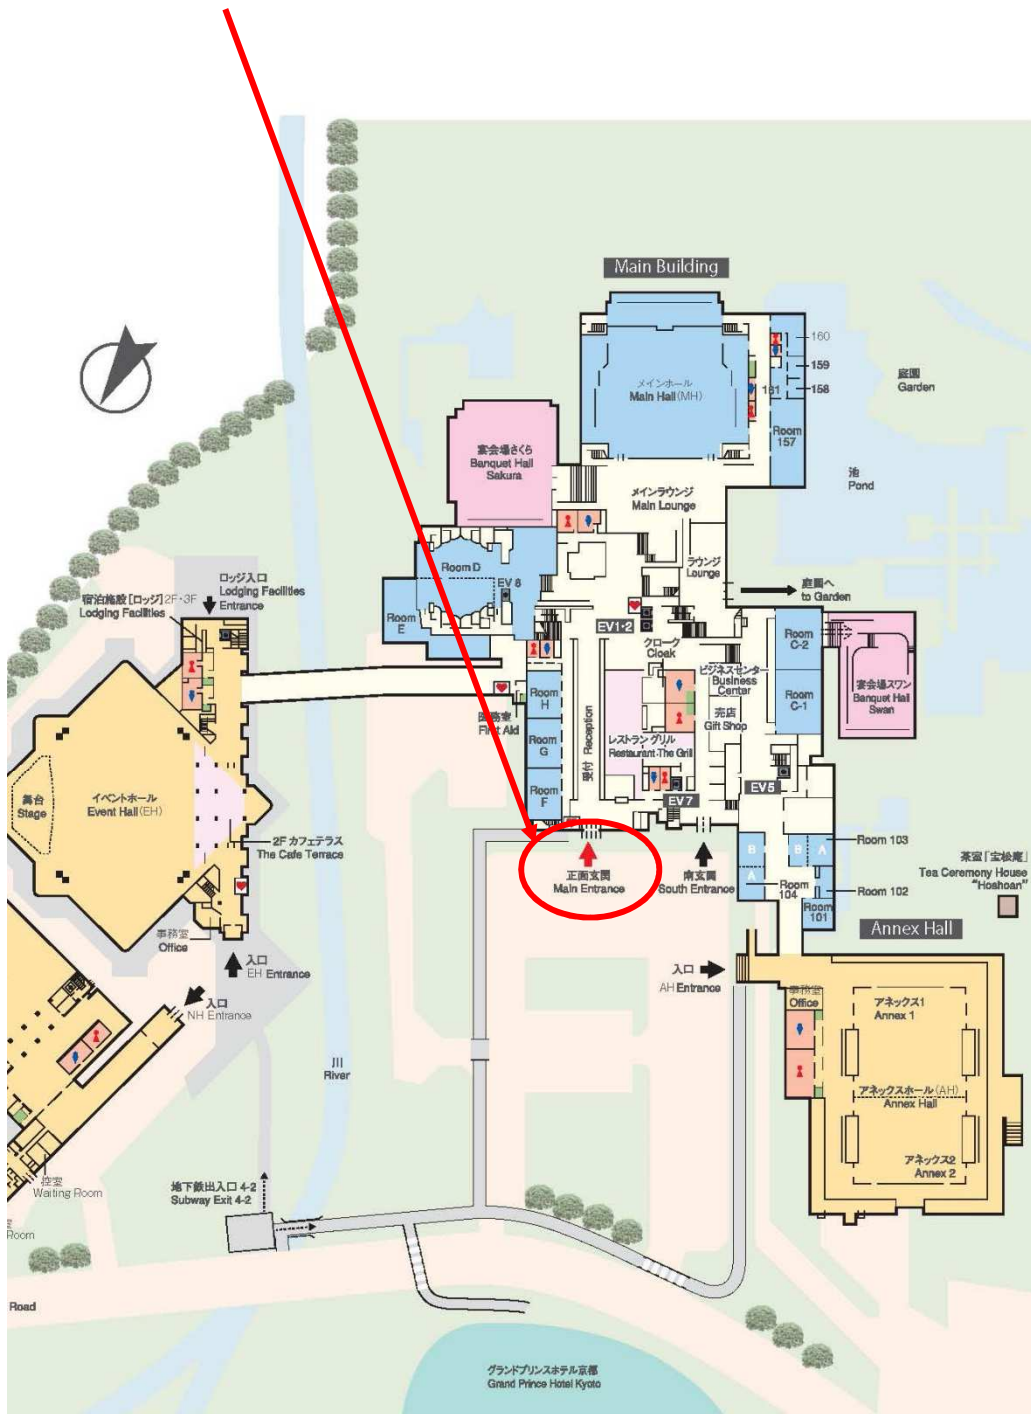 Main Building
160
159
158
メインホール
Main Hall(MH)
161
Room
157
庭園
Garden
宴会場さくら
Banquet Hall
Sakura
池
Pond
メインラウンジ
Main Lounge
ラウンジ
Lounge
庭園へ
to Garden
Room D
EV 8
Room
E
ロッジ入口
Lodging Facilities
Entrance
宿泊施設[ロッジ]2F・3F
Lodging Facilities
EV1・2
クローク
Cloak
Room
C-2
ビジネスセンター
Business
Center
宴会場スワン
Banquet Hall
Swan
Room
C-1
売店
Gift Shop
Room
H
医務室
First Aid
Room
G
受付 Reception
レストラン グリル
Restaurant The Grill
Room
F
EV7
EV5
舞台
Stage
イベントホール
Event Hall(EH)
2F カフェテラス
The Cafe Terrace
正面玄関
Main Entrance
南玄関
South Entrance
B
A
B
A
Room 103
Room
104
Room 102
Room
101
茶室「宝松庵」
Tea Ceremony House
"Hoshoan"
事務室
Office
入口
EH Entrance
入口
NH Entrance
Annex Hall
入口
AH Entrance
事務室
Office
アネックス1
Annex 1
アネックスホール(AH)
Annex Hall
アネックス2
Annex 2
川
River
控室
Waiting Room
室
Room
地下鉄出入口 4-2
Subway Exit 4-2
Road
グランドプリンスホテル京都
Grand Prince Hotel Kyoto